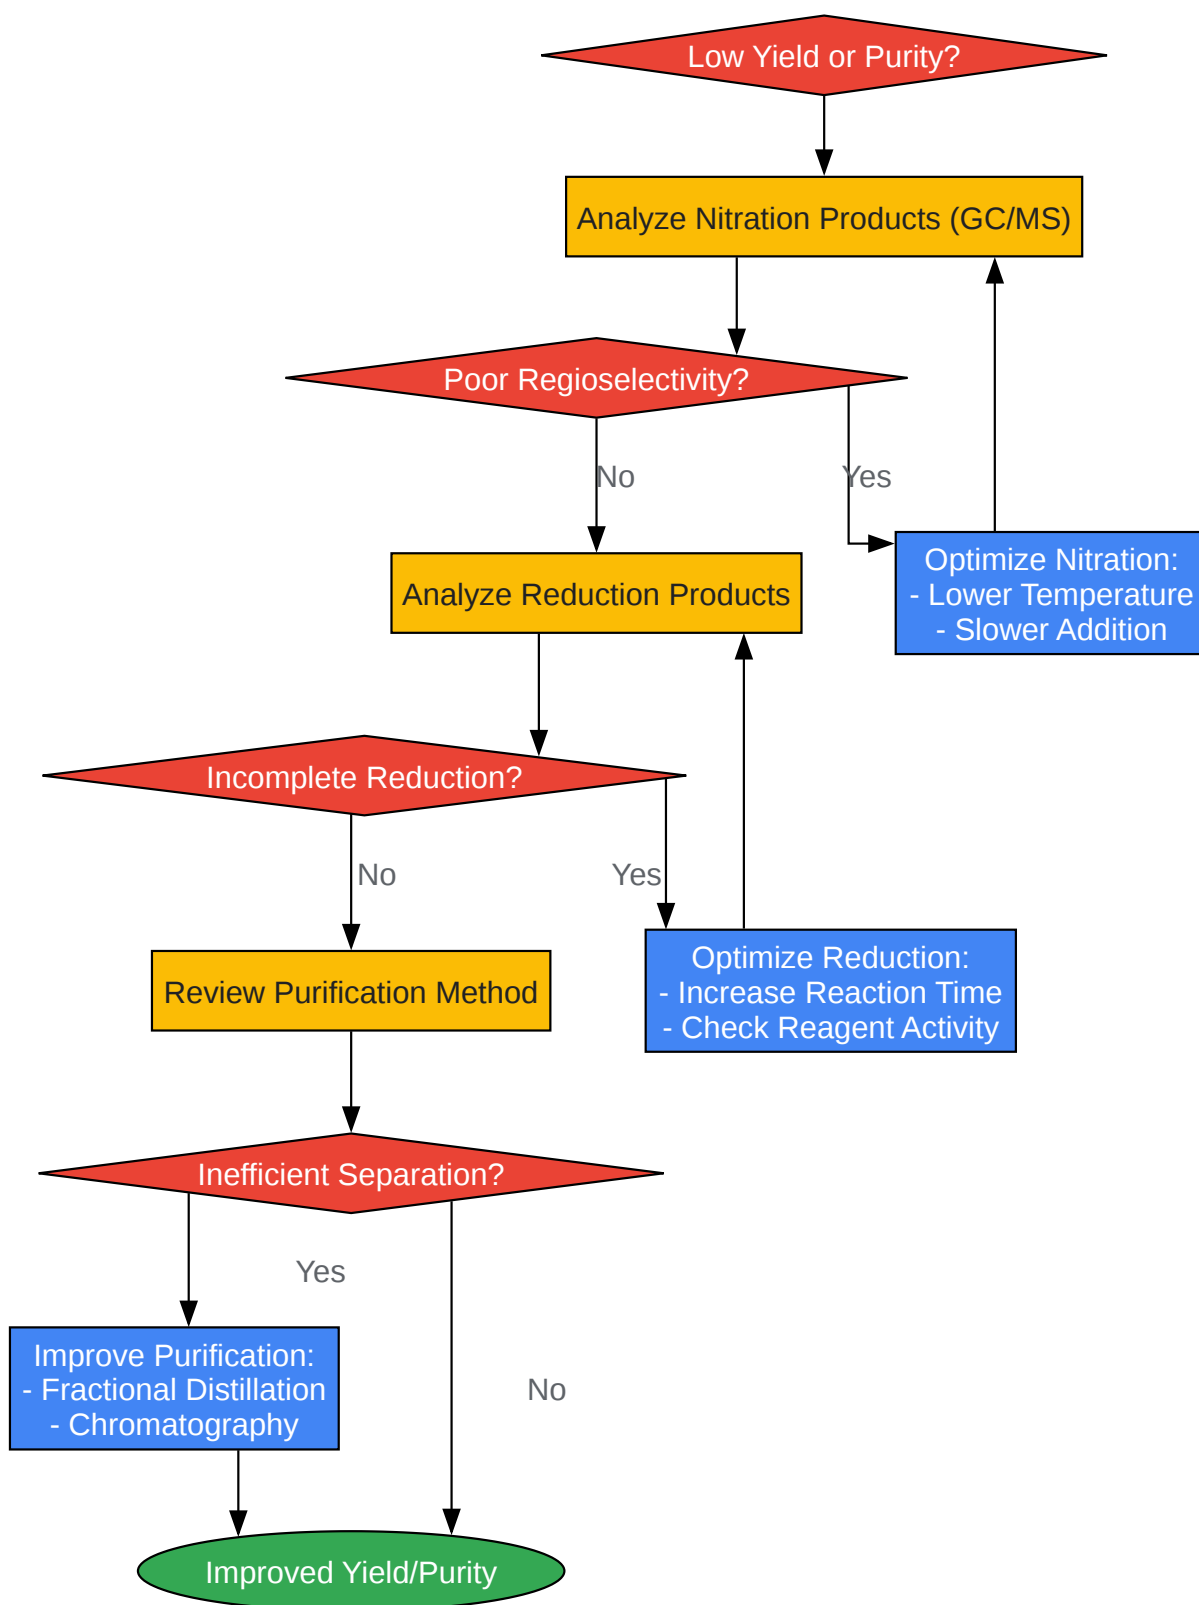 Low Yield or Purity?
Analyze Nitration Products (GC/MS)
Poor Regioselectivity?
No
Yes
Optimize Nitration:
- Lower Temperature
- Slower Addition
Analyze Reduction Products
Incomplete Reduction?
No
Yes
Optimize Reduction:
- Increase Reaction Time
- Check Reagent Activity
Review Purification Method
Inefficient Separation?
Yes
No
Improve Purification:
- Fractional Distillation
- Chromatography
Improved Yield/Purity